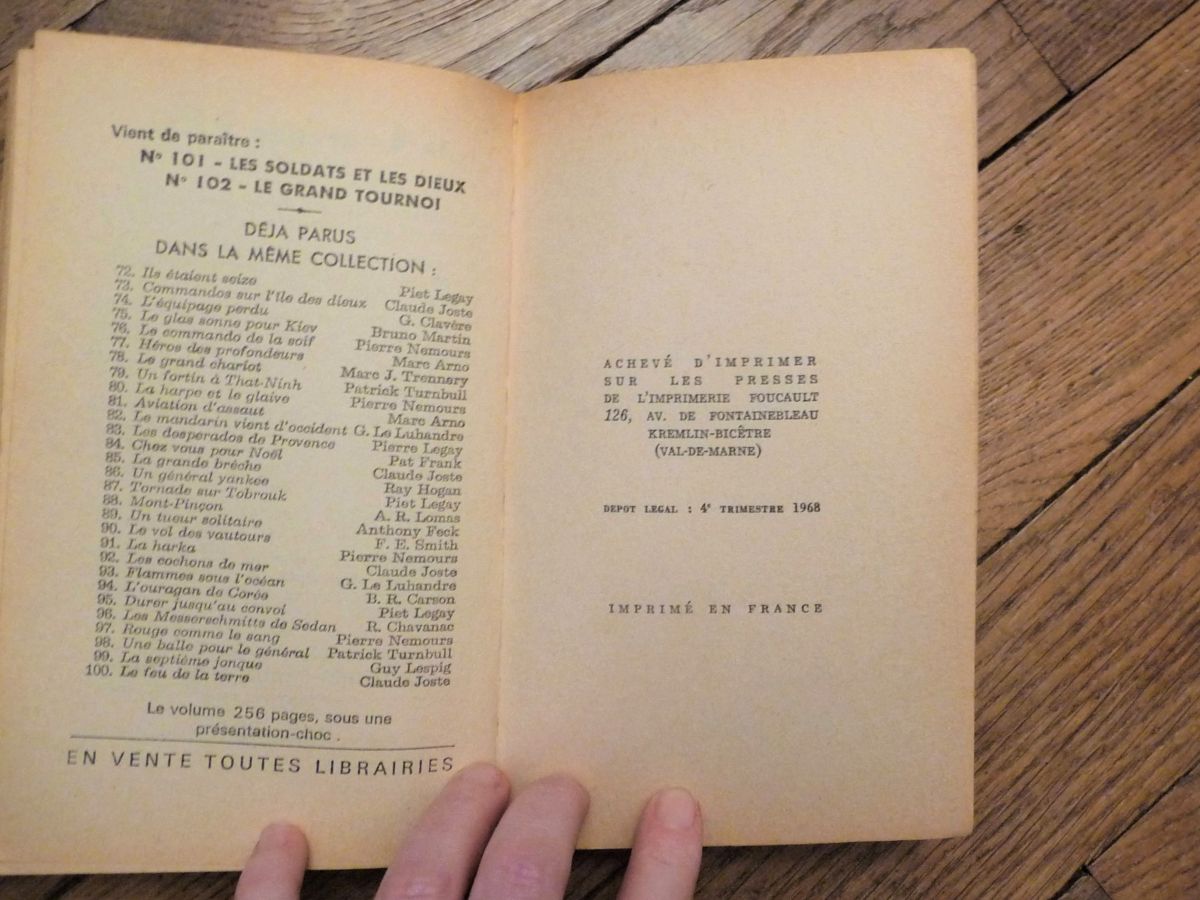 Vient de paraître :
N° 101 - LES SOLDATS ET LES DIEUX
N° 102 - LE GRAND TOURNOI
DÉJA PARUS
DANS LA MÊME COLLECTION :
72. Ils étaient seize Piet Legay
73. Commandos sur l'île des dieux Claude Joste
74. L'équipage perdu G. Clavère
75. Le glas sonne pour Kiev Bruno Martin
76. Le commando de la soif Pierre Nemours
77. Héros des profondeurs Marc Arno
78. Le grand chariot Marc J. Trennery
79. Un fortin à That-Ninh Patrick Turnbull
80. La harpe et le glaive Pierre Nemours
81. Aviation d'assaut Marc Arno
82. Le mandarin vient d'occident G. Le Luhandre
83. Les desperados de Provence Pierre Legay
84. Chez vous pour Noël Pat Frank
85. La grande brèche Claude Joste
86. Un général yankee Ray Hogan
87. Tornade sur Tobrouk Piet Legay
88. Mont-Pinçon A. R. Lomas
89. Un tueur solitaire Anthony Feck
90. Le vol des vautours F. E. Smith
91. La harka Pierre Nemours
92. Les cochons de mer Claude Joste
93. Flammes sous l'océan G. Le Luhandre
94. L'ouragan de Corée B. R. Carson
95. Durer jusqu'au convoi Piet Legay
96. Les Messerschmitts de Sedan R. Chavanac
97. Rouge comme le sang Pierre Nemours
98. Une balle pour le général Patrick Turnbull
99. La septième jonque Guy Lespig
100. Le feu de la terre Claude Joste
Le volume 256 pages, sous une
présentation-choc.
EN VENTE TOUTES LIBRAIRIES
ACHEVÉ D'IMPRIMER
SUR LES PRESSES
DE L'IMPRIMERIE FOUCAULT
126, AV. DE FONTAINEBLEAU
KREMLIN-BICÊTRE
(VAL-DE-MARNE)
DEPOT LEGAL : 4e TRIMESTRE 1968
IMPRIMÉ EN FRANCE